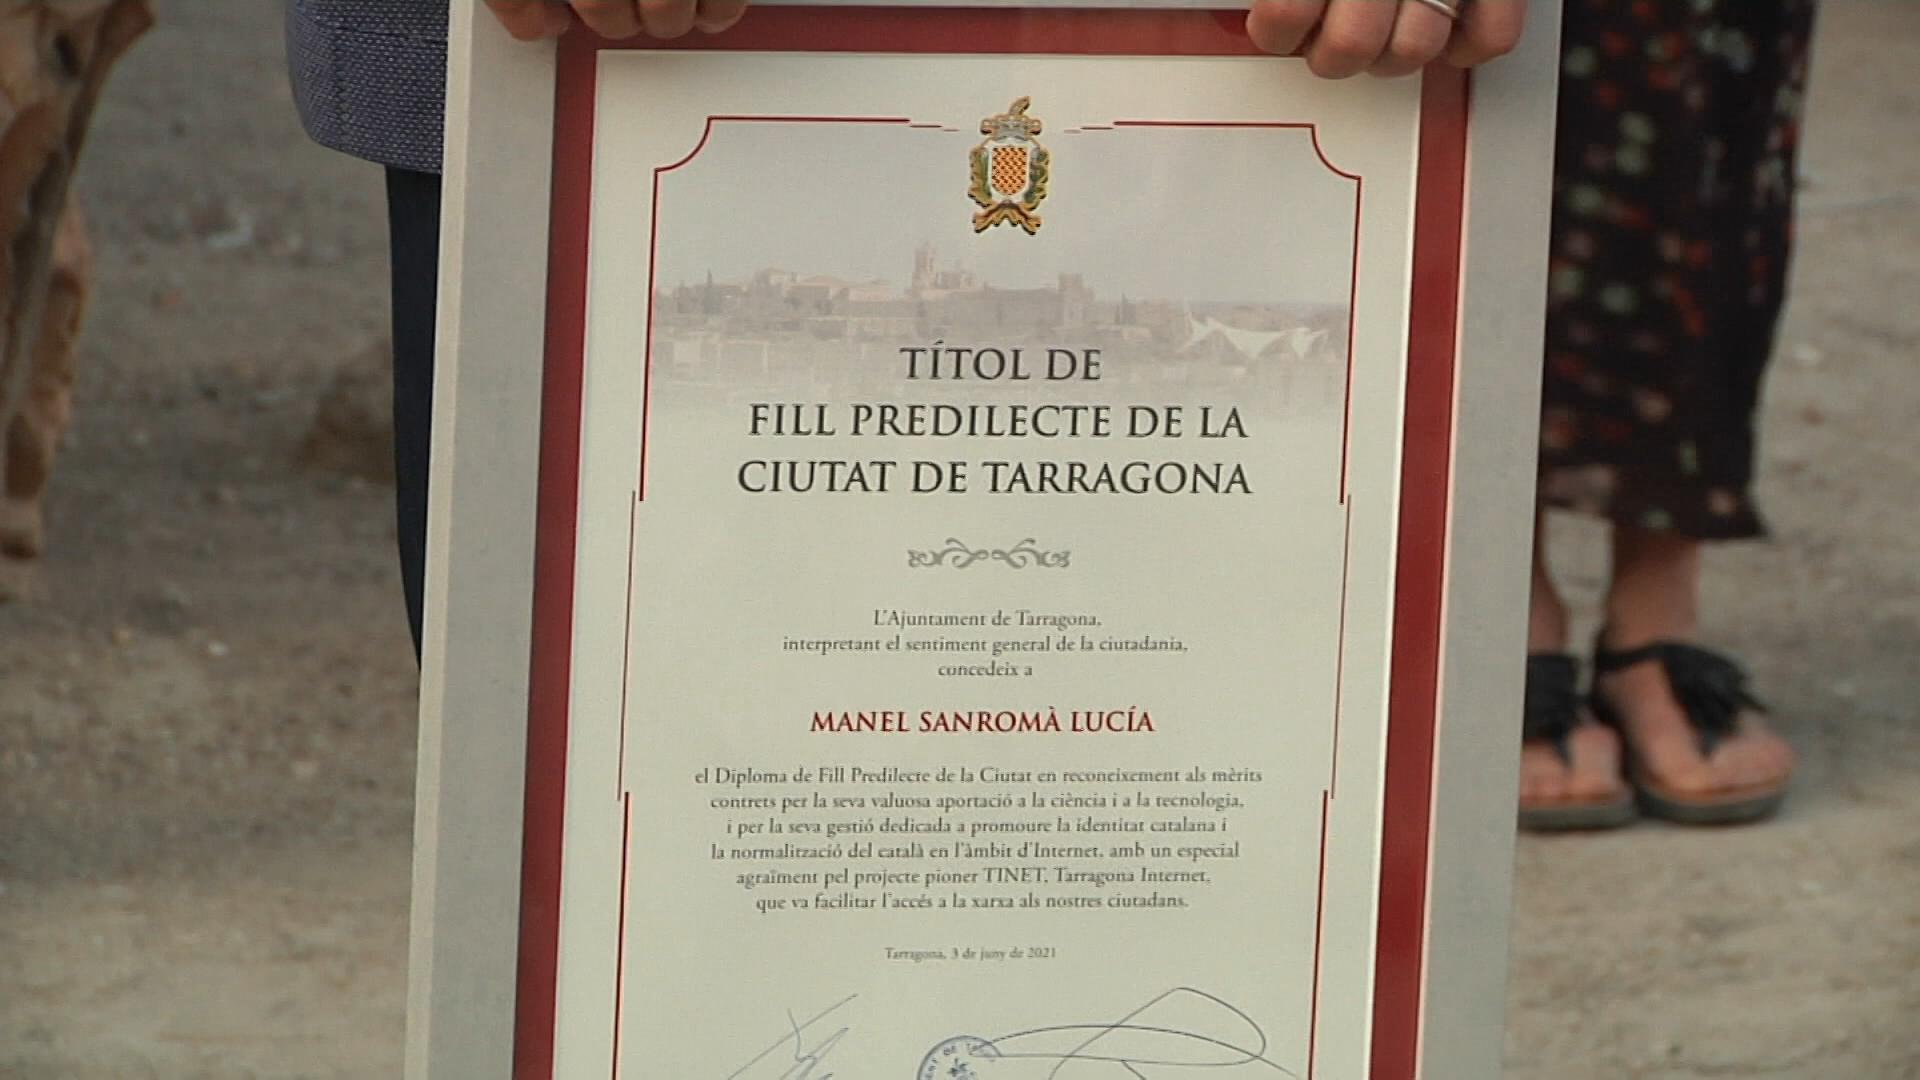 TÍTOL DE
FILL PREDILECTE DE LA
CIUTAT DE TARRAGONA
L'Ajuntament de Tarragona,
interpretant el sentiment general de la ciutadania,
concedeix a
MANEL SANROMÀ LUCÍA
el Diploma de Fill Predilecte de la Ciutat en reconeixement als mèrits
contrets per la seva valuosa aportació a la ciència i a la tecnologia,
i per la seva gestió dedicada a promoure la identitat catalana i
la normalització del català en l'àmbit d'Internet, amb un especial
agraïment pel projecte pioner TINET, Tarragona Internet,
que va facilitar l'accés a la xarxa als nostres ciutadans.
Tarragona, 3 de juny de 2021